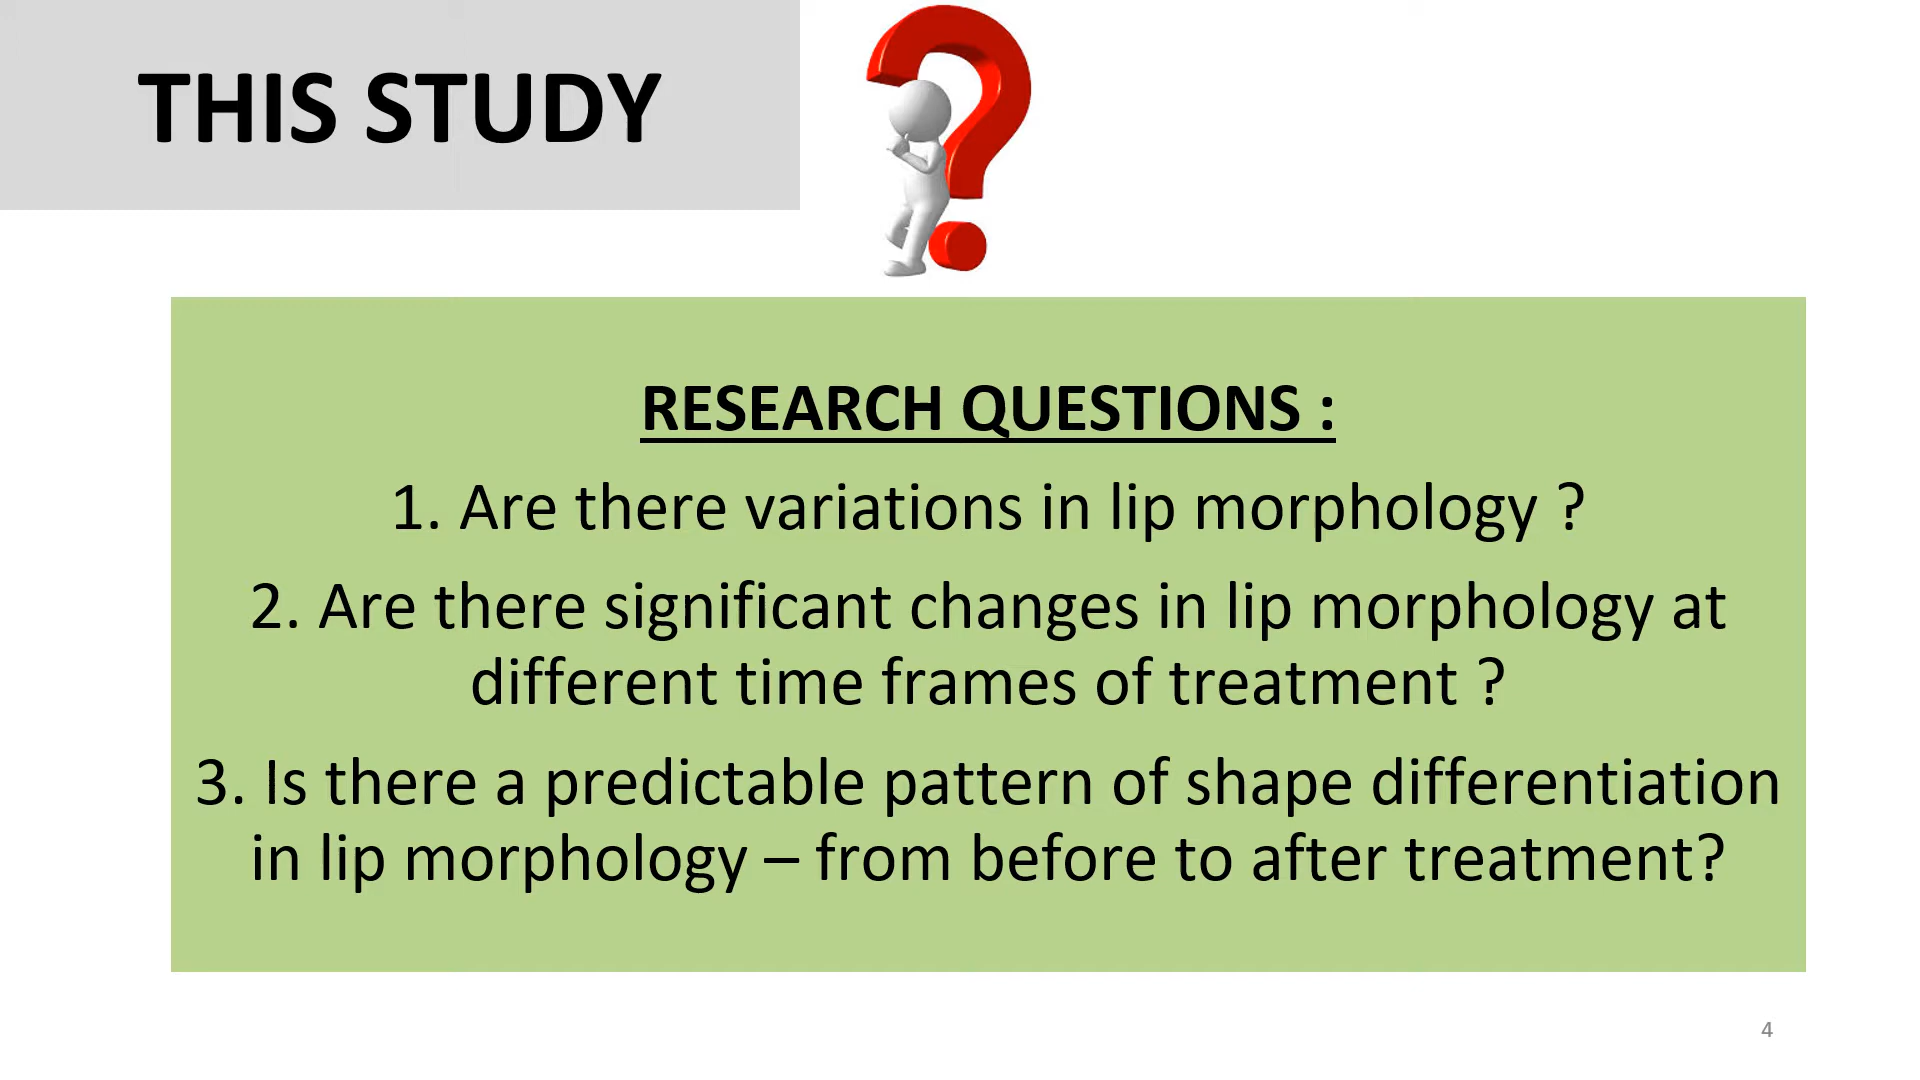 THIS STUDY
RESEARCH QUESTIONS :
1. Are there variations in lip morphology ?
2. Are there significant changes in lip morphology at
different time frames of treatment ?
3. Is there a predictable pattern of shape differentiation
in lip morphology – from before to after treatment?
4